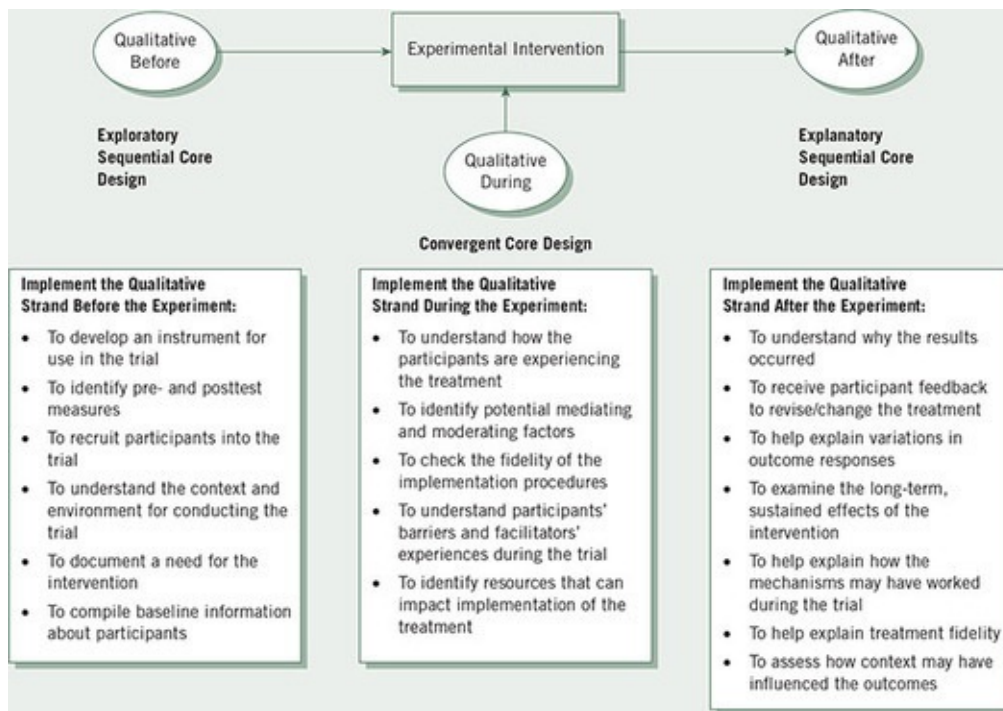 Qualitative
Before
Experimental Intervention
Qualitative
After
Exploratory
Sequential Core
Design
Qualitative
During
Explanatory
Sequential Core
Design
Convergent Core Design
Implement the Qualitative
Strand Before the Experiment:
• To develop an instrument for
use in the trial
• To identify pre- and posttest
measures
• To recruit participants into the
trial
• To understand the context and
environment for conducting the
trial
• To document a need for the
intervention
• To compile baseline information
about participants
Implement the Qualitative
Strand During the Experiment:
• To understand how the
participants are experiencing
the treatment
• To identify potential mediating
and moderating factors
• To check the fidelity of the
implementation procedures
• To understand participants'
barriers and facilitators'
experiences during the trial
• To identify resources that can
impact implementation of the
treatment
Implement the Qualitative
Strand After the Experiment:
• To understand why the results
occurred
• To receive participant feedback
to revise/change the treatment
• To help explain variations in
outcome responses
• To examine the long-term,
sustained effects of the
intervention
• To help explain how the
mechanisms may have worked
during the trial
• To help explain treatment fidelity
• To assess how context may have
influenced the outcomes